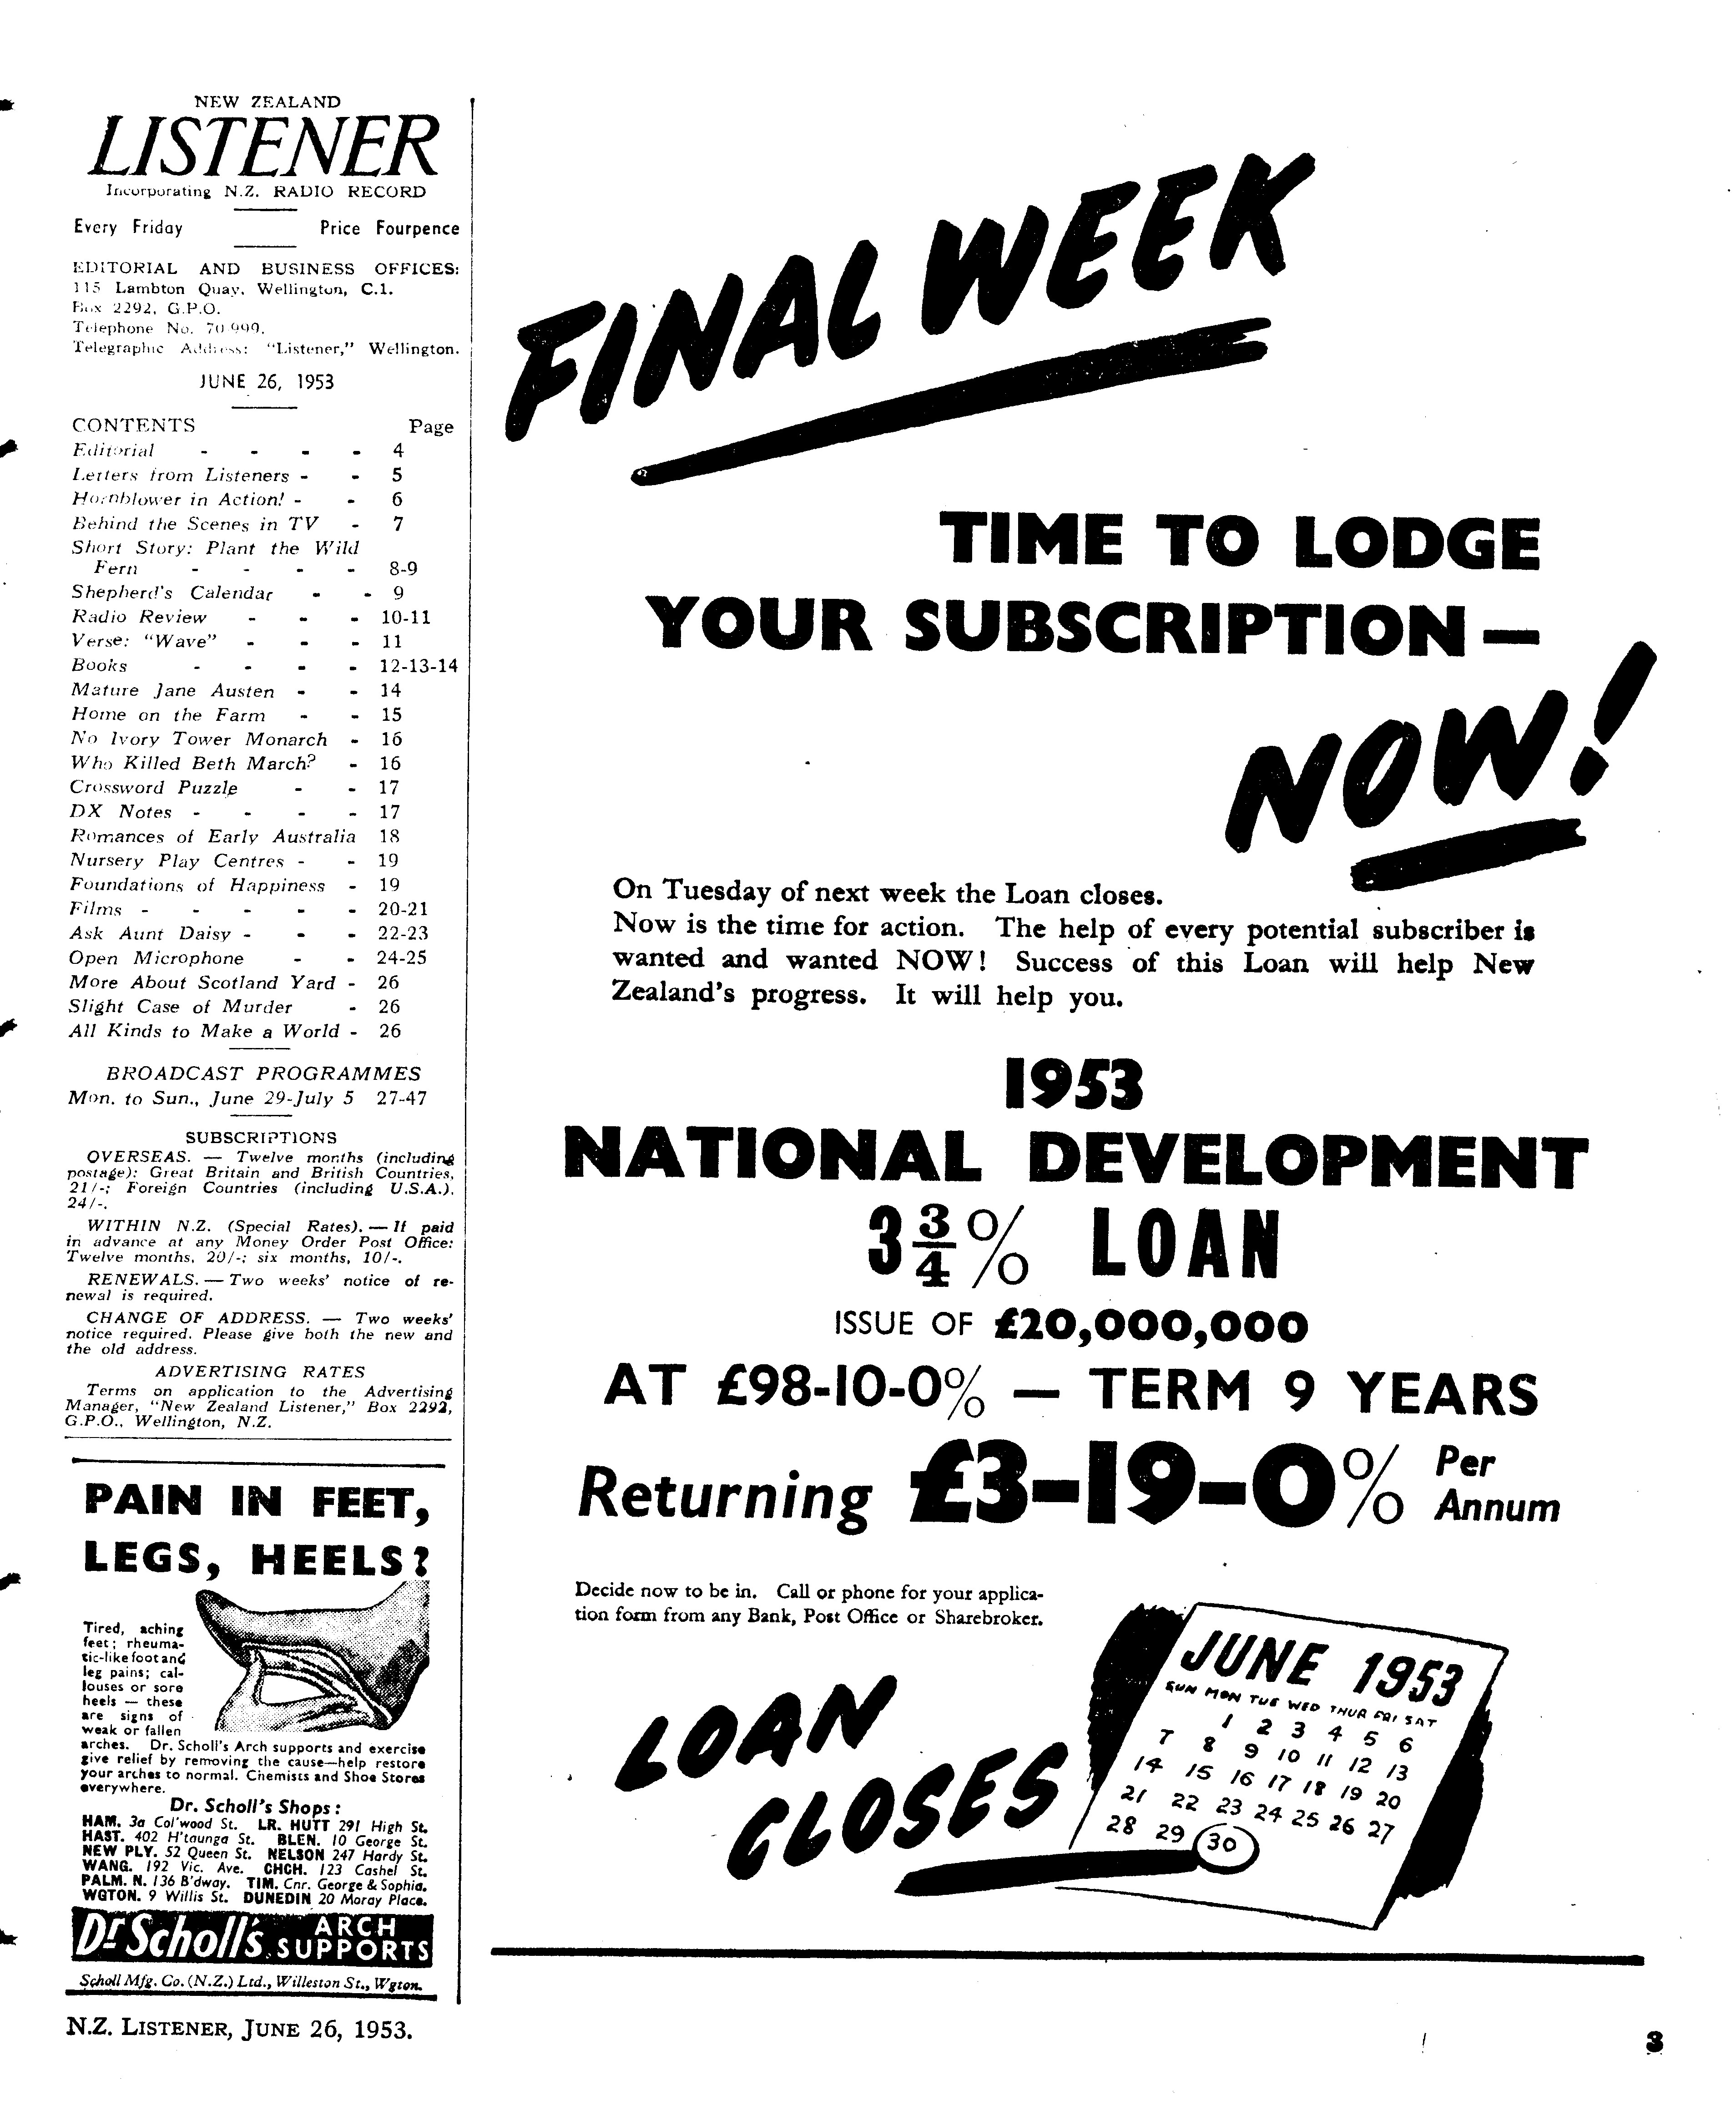 NEW ZEALAND
LISTENER
Incorporating N.Z. RADIO RECORD
Every Friday Price Fourpence
EDITORIAL AND BUSINESS OFFICES:
115 Lambton Quay, Wellington, C.1.
Box 2292, G.P.O.
Telephone No. 70-999.
Telegraphic Address: "Listener," Wellington.
JUNE 26, 1953
CONTENTS Page
Editorial - - - - 4
Letters from Listeners - - 5
Hornblower in Action! - - 6
Behind the Scenes in TV - 7
Short Story: Plant the Wild
Fern - - - - 8-9
Shepherd's Calendar - - 9
Radio Review - - - 10-11
Verse: "Wave" - - - 11
Books - - - - 12-13-14
Mature Jane Austen - - 14
Home on the Farm - - 15
No Ivory Tower Monarch - 16
Who Killed Beth March? - 16
Crossword Puzzle - - 17
DX Notes - - - - 17
Romances of Early Australia 18
Nursery Play Centres - - 19
Foundations of Happiness - 19
Films - - - - - 20-21
Ask Aunt Daisy - - - 22-23
Open Microphone - - 24-25
More About Scotland Yard - 26
Slight Case of Murder - 26
All Kinds to Make a World - 26
BROADCAST PROGRAMMES
Mon. to Sun., June 29-July 5 27-47
SUBSCRIPTIONS
OVERSEAS. — Twelve months (including
postage): Great Britain and British Countries,
21/-; Foreign Countries (including U.S.A.),
24/-.
WITHIN N.Z. (Special Rates). — If paid
in advance at any Money Order Post Office:
Twelve months, 20/-; six months, 10/-.
RENEWALS. — Two weeks' notice of re-
newal is required.
CHANGE OF ADDRESS. — Two weeks'
notice required. Please give both the new and
the old address.
ADVERTISING RATES
Terms on application to the Advertising
Manager, "New Zealand Listener," Box 2292,
G.P.O., Wellington, N.Z.
PAIN IN FEET,
LEGS, HEELS?
Tired, aching
feet; rheuma-
tic-like foot and
leg pains; cal-
louses or sore
heels — these
are signs of
weak or fallen
arches. Dr. Scholl's Arch supports and exercise
give relief by removing the cause—help restore
your arches to normal. Chemists and Shoe Stores
everywhere.
Dr. Scholl's Shops:
HAM. 3a Col'wood St. LR. HUTT 291 High St.
HAST. 402 H'taunga St. BLEN. 10 George St.
NEW PLY. 52 Queen St. NELSON 247 Hardy St.
WANG. 192 Vic. Ave. CHCH. 123 Cashel St.
PALM. N. 136 B'dway. TIM. Cnr. George & Sophia.
WGTON. 9 Willis St. DUNEDIN 20 Moray Place.
Dr Scholl's ARCH SUPPORTS
Scholl Mfg. Co. (N.Z.) Ltd., Willeston St., Wgton.
FINAL WEEK
TIME TO LODGE
YOUR SUBSCRIPTION —
NOW!
On Tuesday of next week the Loan closes.
Now is the time for action. The help of every potential subscriber is
wanted and wanted NOW! Success of this Loan will help New
Zealand's progress. It will help you.
1953
NATIONAL DEVELOPMENT
3¾% LOAN
ISSUE OF £20,000,000
AT £98-10-0% — TERM 9 YEARS
Returning £3-19-0% Per Annum
Decide now to be in. Call or phone for your applica-
tion form from any Bank, Post Office or Sharebroker.
LOAN
CLOSES
JUNE 1953
SUN MON TUE WED THUR FRI SAT
1 2 3 4 5 6
7 8 9 10 11 12 13
14 15 16 17 18 19 20
21 22 23 24 25 26 27
28 29 30
N.Z. LISTENER, JUNE 26, 1953.
3